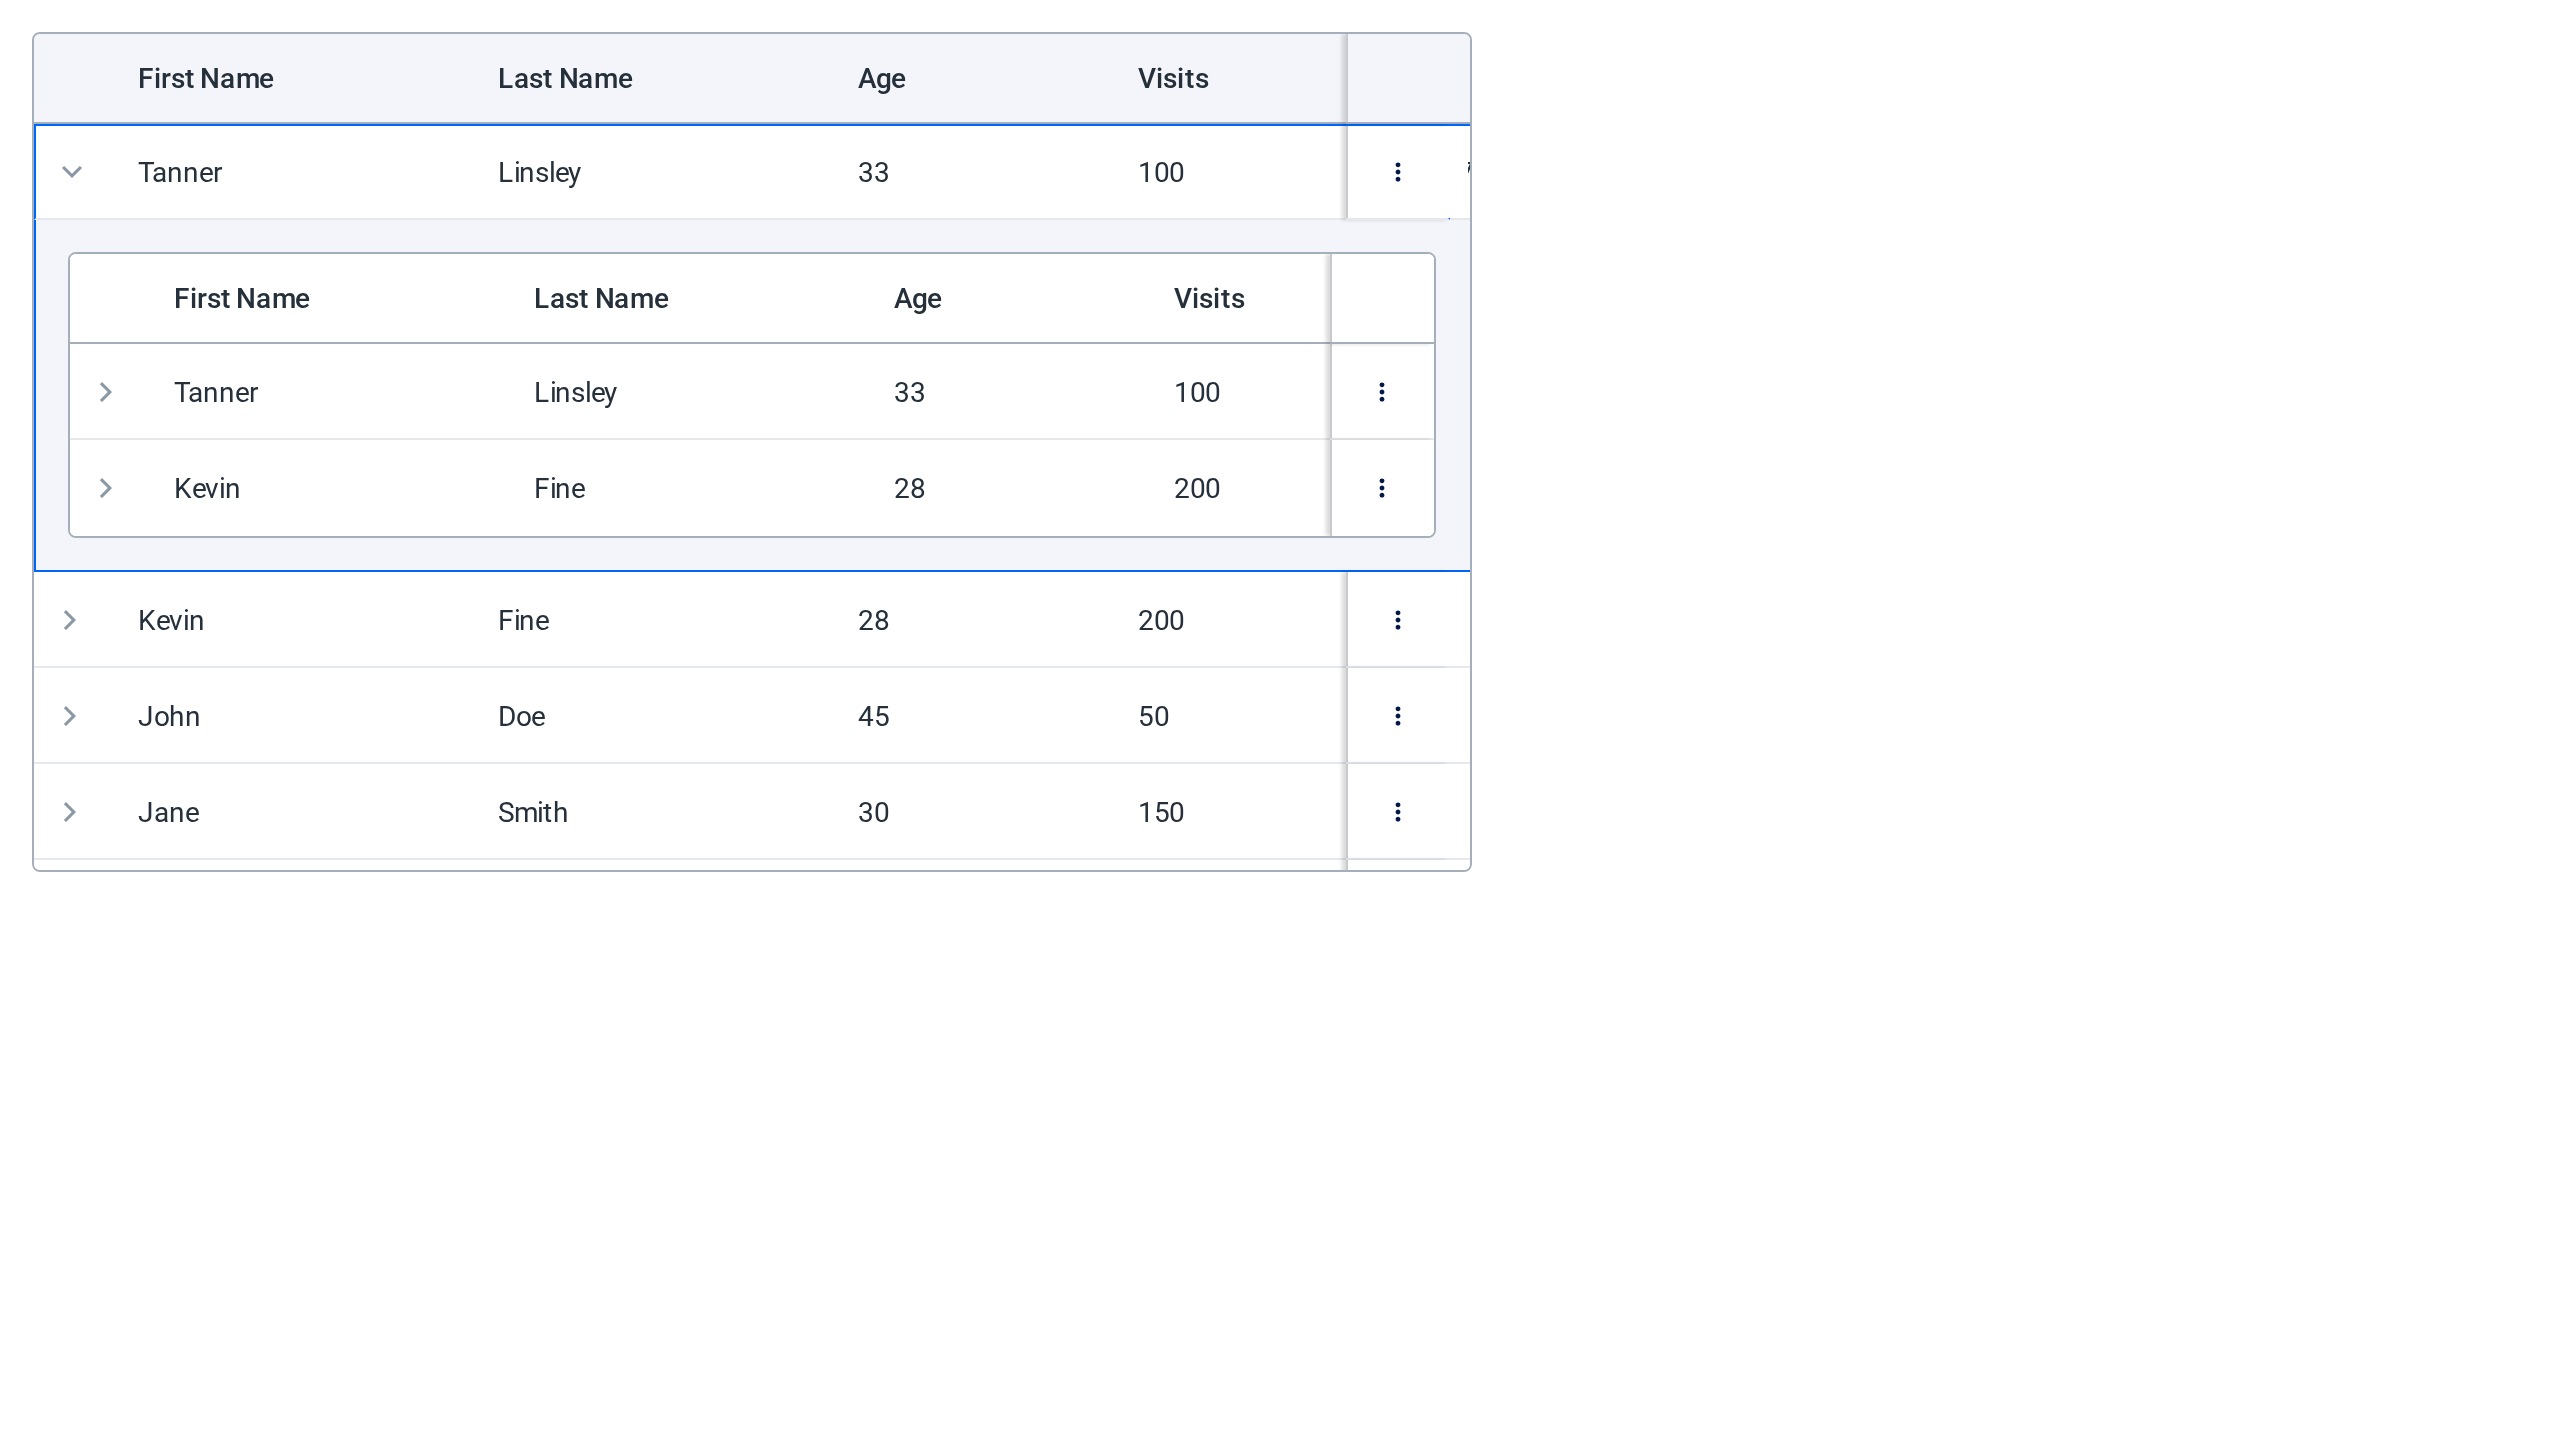 First Name Last Name Age Visits
Tanner Linsley 33 100
First Name Last Name Age Visits
Tanner Linsley 33 100
Kevin Fine 28 200
Kevin Fine 28 200
John Doe 45 50
Jane Smith 30 150